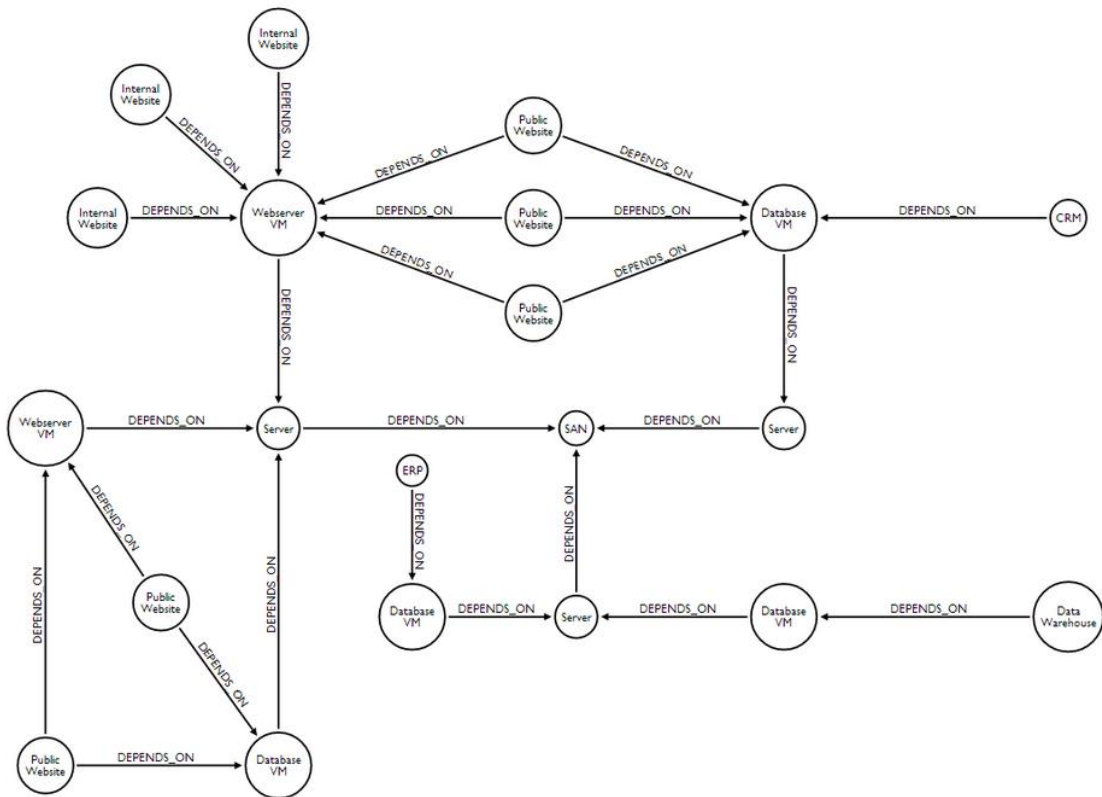 Internal
Website
DEPENDS_ON
Internal
Website
DEPENDS_ON
Internal
Website
DEPENDS_ON
Webserver
VM
DEPENDS_ON
Public
Website
DEPENDS_ON
DEPENDS_ON
Public
Website
DEPENDS_ON
DEPENDS_ON
Public
Website
DEPENDS_ON
Database
VM
DEPENDS_ON
CRM
DEPENDS_ON
DEPENDS_ON
Webserver
VM
DEPENDS_ON
Server
DEPENDS_ON
SAN
DEPENDS_ON
Server
ERP
DEPENDS_ON
DEPENDS_ON
DEPENDS_ON
DEPENDS_ON
DEPENDS_ON
Public
Website
DEPENDS_ON
Database
VM
DEPENDS_ON
Server
DEPENDS_ON
Database
VM
DEPENDS_ON
Data
Warehouse
Public
Website
DEPENDS_ON
Database
VM